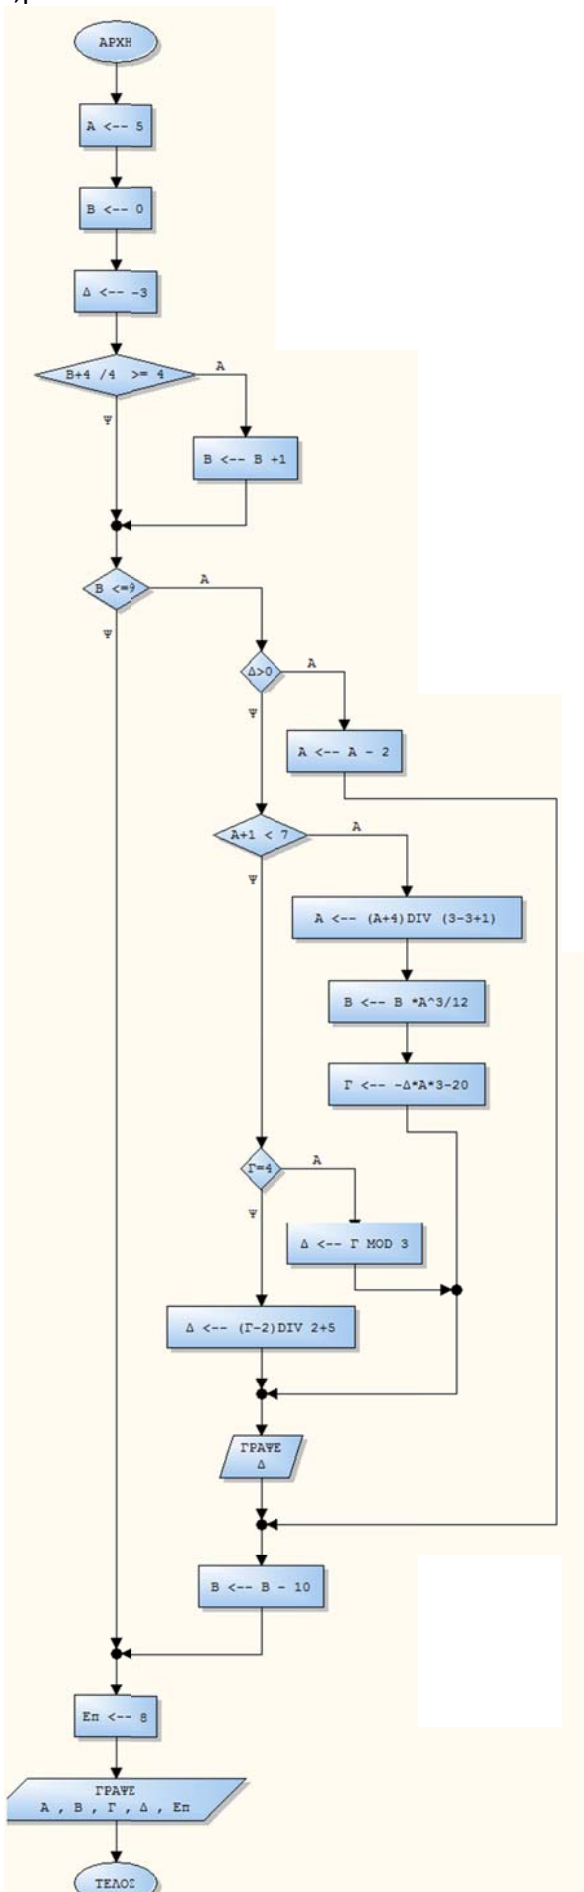 ΑΡΧΗ
Α <-- 5
Β <-- 0
Δ <-- -3
Β+4 /4 >= 4
Α
Ψ
Β <-- Β +1
Β <=9
Α
Ψ
Δ>0
Α
Ψ
Α <-- Α - 2
Α+1 < 7
Α
Ψ
Α <-- (Α+4)DIV (3-3+1)
Β <-- Β *Α^3/12
Γ <-- -Δ*Α*3-20
Γ=4
Α
Ψ
Δ <-- Γ MOD 3
Δ <-- (Γ-2)DIV 2+5
ΓΡΑΨΕ
Δ
Β <-- Β - 10
Επ <-- 8
ΓΡΑΨΕ
Α , Β , Γ , Δ , Επ
ΤΕΛΟΣ